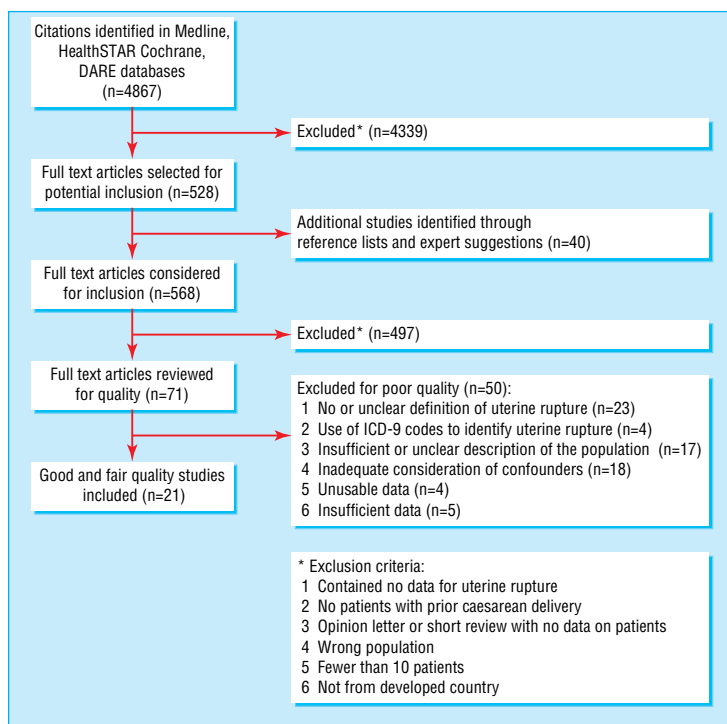 Citations identified in Medline,
HealthSTAR Cochrane,
DARE databases
(n=4867)
Excluded* (n=4339)
Full text articles selected for
potential inclusion (n=528)
Additional studies identified through
reference lists and expert suggestions (n=40)
Full text articles considered
for inclusion (n=568)
Excluded* (n=497)
Full text articles reviewed
for quality (n=71)
Excluded for poor quality (n=50):
1 No or unclear definition of uterine rupture (n=23)
2 Use of ICD-9 codes to identify uterine rupture (n=4)
3 Insufficient or unclear description of the population (n=17)
4 Inadequate consideration of confounders (n=18)
5 Unusable data (n=4)
6 Insufficient data (n=5)
Good and fair quality studies
included (n=21)
* Exclusion criteria:
1 Contained no data for uterine rupture
2 No patients with prior caesarean delivery
3 Opinion letter or short review with no data on patients
4 Wrong population
5 Fewer than 10 patients
6 Not from developed country